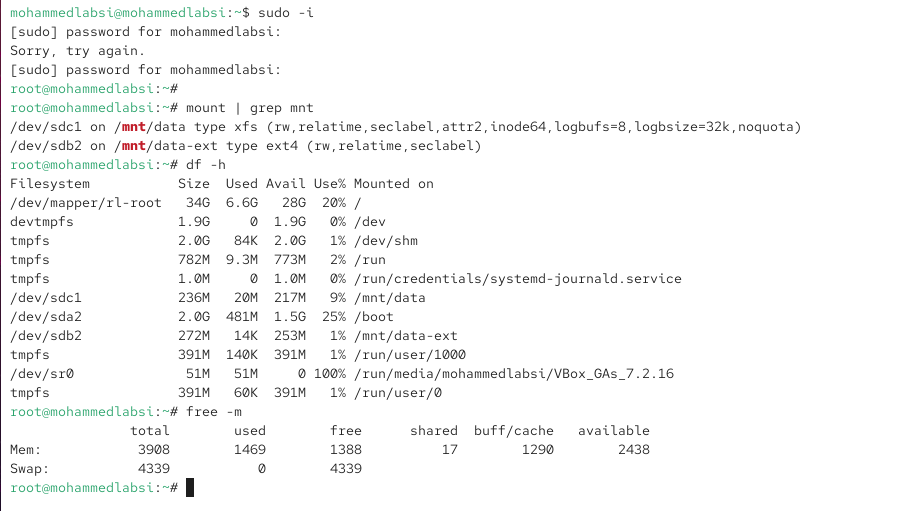 mohammedlabsi@mohammedlabsi:~$ sudo -i
[sudo] password for mohammedlabsi:
Sorry, try again.
[sudo] password for mohammedlabsi:
root@mohammedlabsi:~#
root@mohammedlabsi:~# mount | grep mnt
/dev/sdc1 on /mnt/data type xfs (rw,relatime,seclabel,attr2,inode64,logbufs=8,logbsize=32k,noquota)
/dev/sdb2 on /mnt/data-ext type ext4 (rw,relatime,seclabel)
root@mohammedlabsi:~# df -h
Filesystem           Size  Used Avail Use% Mounted on
/dev/mapper/rl-root   34G  6.6G   28G  20% /
devtmpfs             1.9G     0  1.9G   0% /dev
tmpfs                2.0G   84K  2.0G   1% /dev/shm
tmpfs                782M  9.3M  773M   2% /run
tmpfs                1.0M     0  1.0M   0% /run/credentials/systemd-journald.service
/dev/sdc1            236M   20M  217M   9% /mnt/data
/dev/sda2            2.0G  481M  1.5G  25% /boot
/dev/sdb2            272M   14K  253M   1% /mnt/data-ext
tmpfs                391M  140K  391M   1% /run/user/1000
/dev/sr0              51M   51M     0 100% /run/media/mohammedlabsi/VBox_GAs_7.2.16
tmpfs                391M   60K  391M   1% /run/user/0
root@mohammedlabsi:~# free -m
               total        used        free      shared  buff/cache   available
Mem:            3908        1469        1388          17        1290        2438
Swap:           4339           0        4339
root@mohammedlabsi:~#